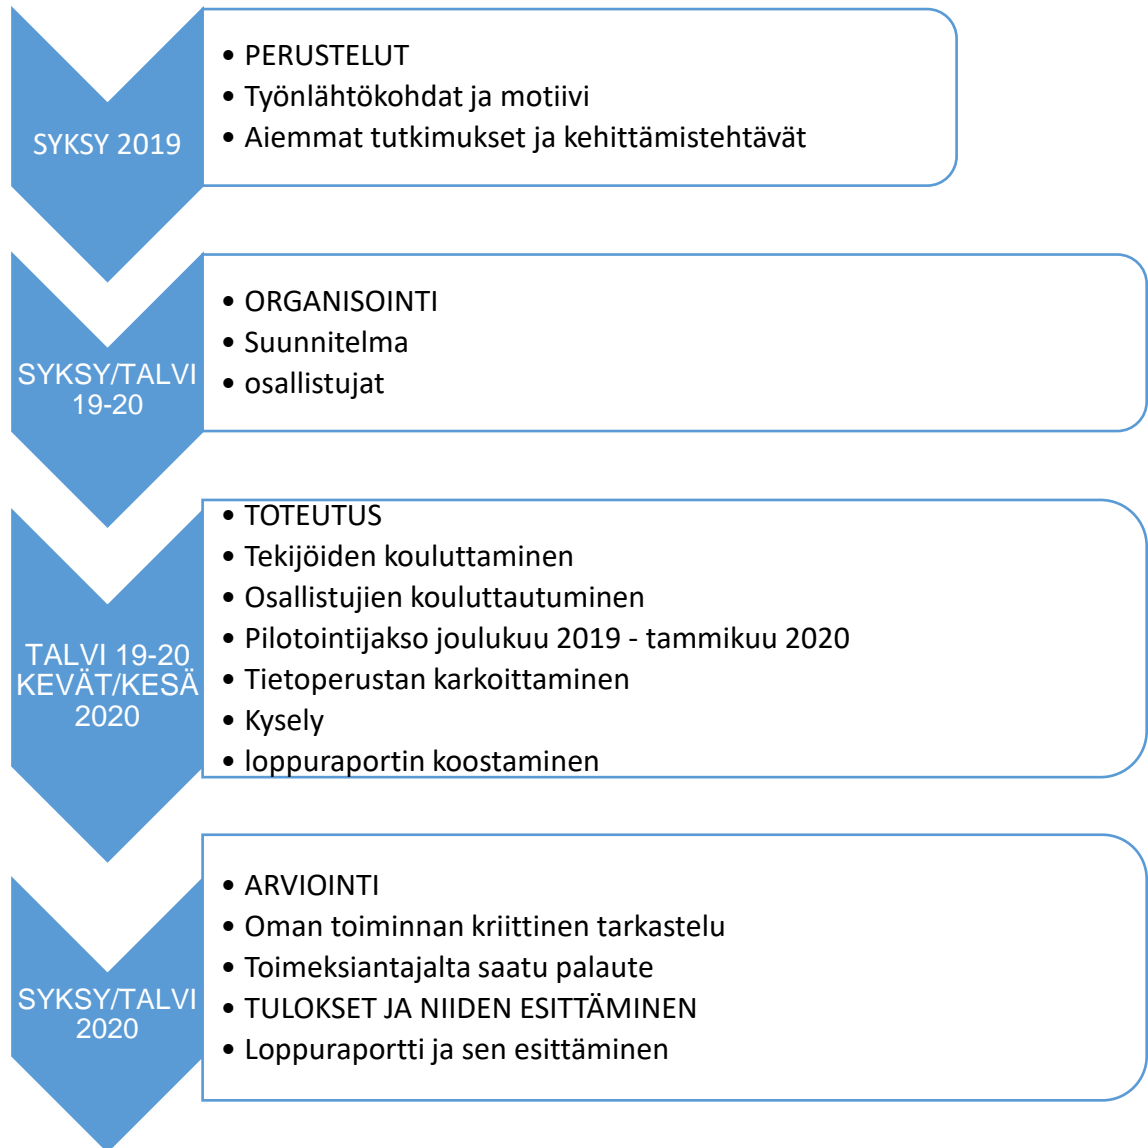 SYKSY 2019
• PERUSTELUT
• Työnlähtökohdat ja motiivi
• Aiemmat tutkimukset ja kehittämistehtävät
SYKSY/TALVI
19-20
• ORGANISOINTI
• Suunnitelma
• osallistujat
TALVI 19-20
KEVÄT/KESÄ
2020
• TOTEUTUS
• Tekijöiden kouluttaminen
• Osallistujien kouluttautuminen
• Pilotointijakso joulukuu 2019 - tammikuu 2020
• Tietoperustan karkoittaminen
• Kysely
• loppuraportin koostaminen
SYKSY/TALVI
2020
• ARVIOINTI
• Oman toiminnan kriittinen tarkastelu
• Toimeksiantajalta saatu palaute
• TULOKSET JA NIIDEN ESITTÄMINEN
• Loppuraportti ja sen esittäminen